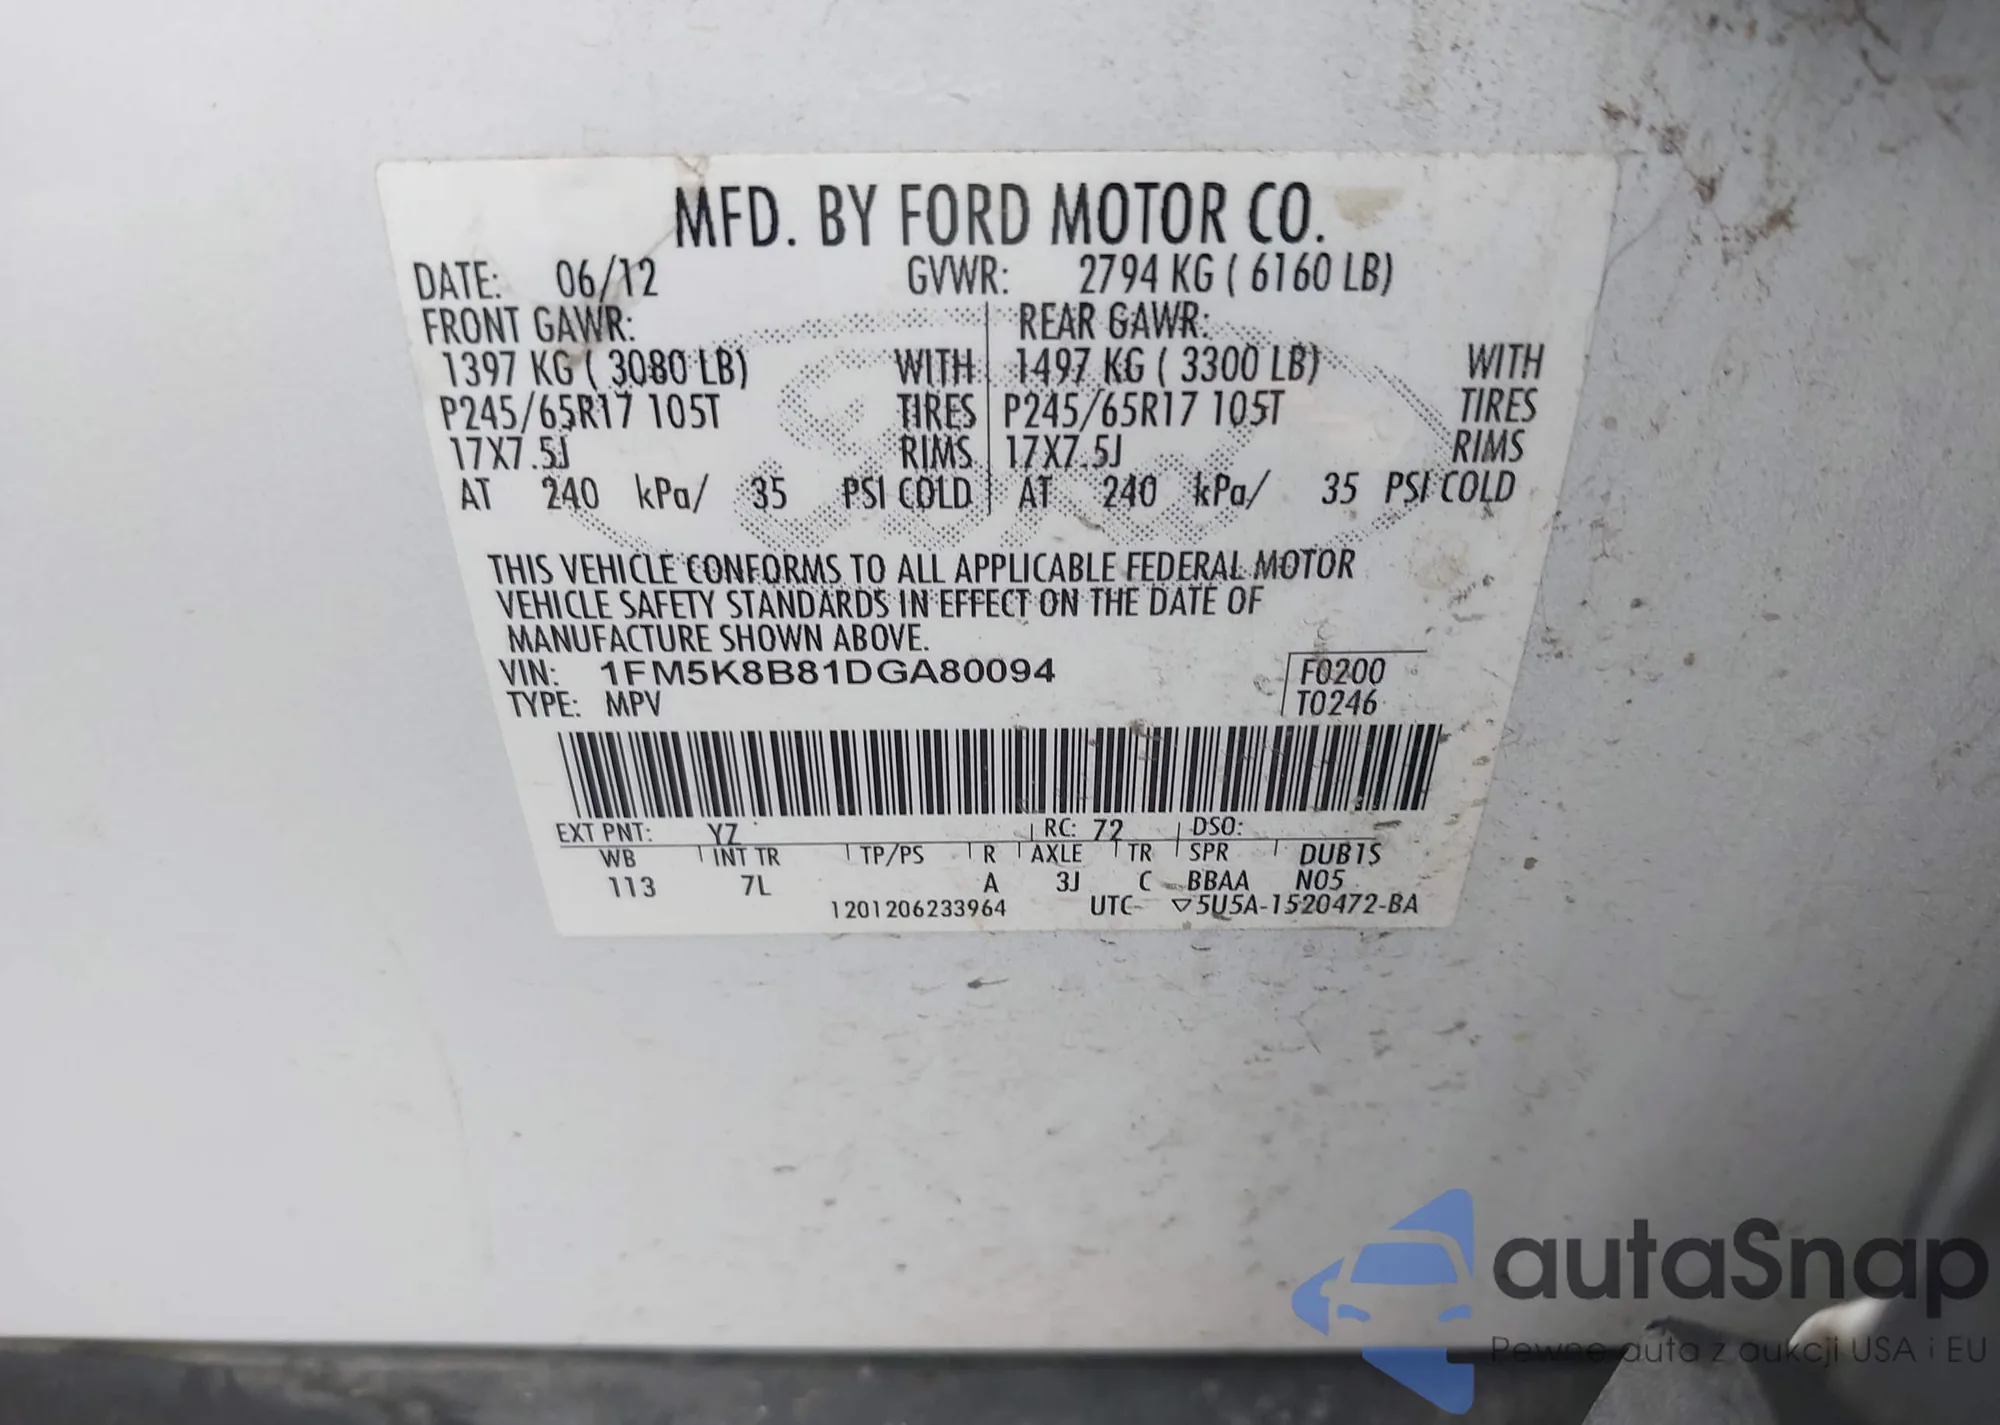 MFD. BY FORD MOTOR CO.
DATE: 06/12 GVWR: 2794 KG ( 6160 LB)
FRONT GAWR: REAR GAWR:
1397 KG ( 3080 LB) WITH 1497 KG ( 3300 LB) WITH
P245/65R17 105T TIRES P245/65R17 105T TIRES
17X7.5J RIMS 17X7.5J RIMS
AT 240 kPa/ 35 PSI COLD AT 240 kPa/ 35 PSI COLD
THIS VEHICLE CONFORMS TO ALL APPLICABLE FEDERAL MOTOR
VEHICLE SAFETY STANDARDS IN EFFECT ON THE DATE OF
MANUFACTURE SHOWN ABOVE.
VIN: 1FM5K8B81DGA80094 F0200
TYPE: MPV T0246
EXT PNT: YZ RC: 72 DSO:
WB INT TR TP/PS R AXLE TR SPR DUB1S
113 7L A 3J C BBAA N05
1201206233964 UTC ▽5U5A-1520472-BA
autaSnap
Pewne auta z aukcji USA i EU